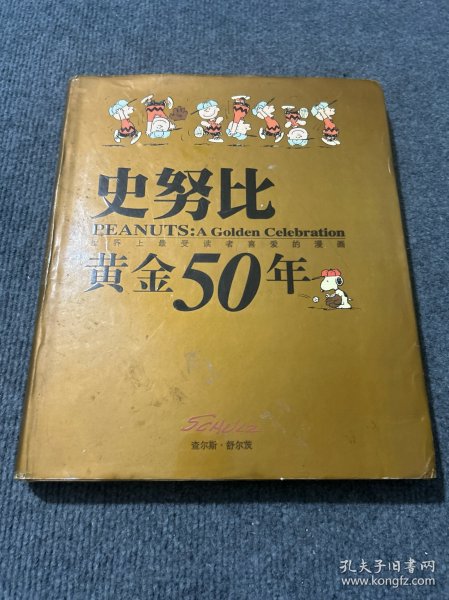 史努比
PEANUTS: A Golden Celebration
世界上最受读者喜爱的漫画
黄金50年
SCHULZ
查尔斯·舒尔茨
孔夫子旧书网
www.kongfz.com